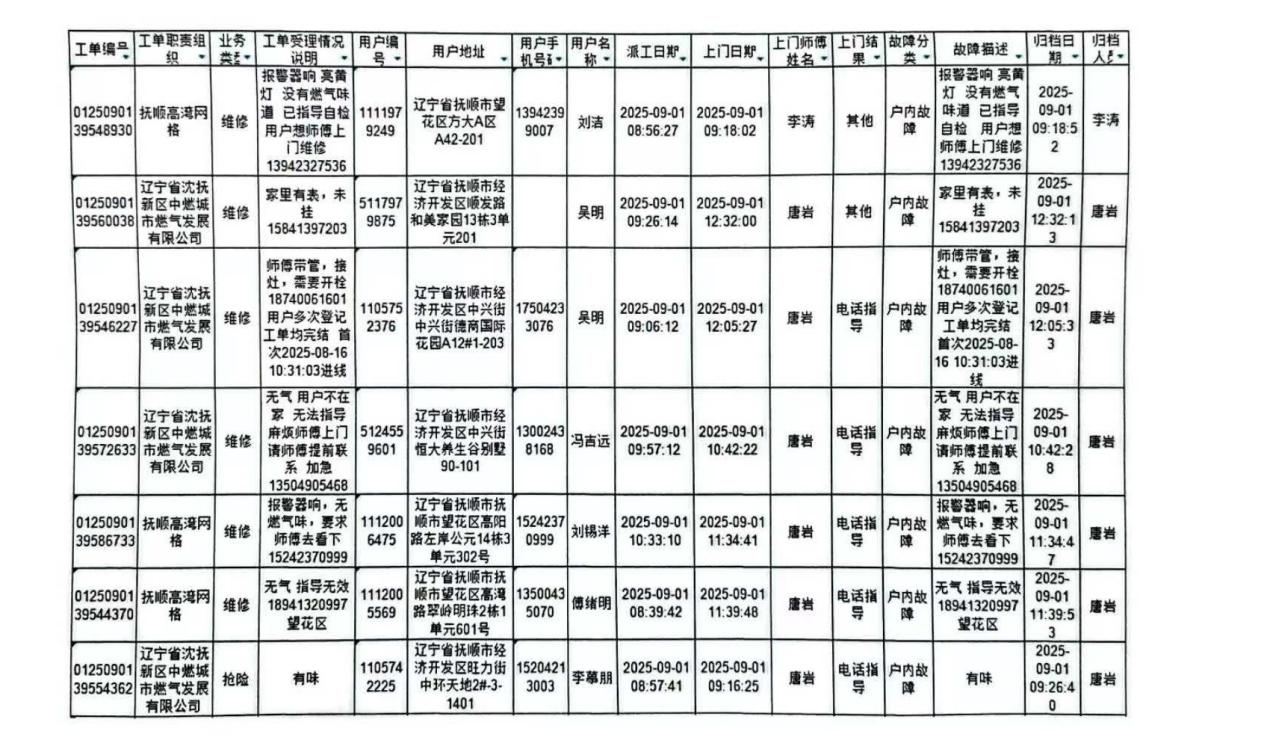 工单编号 工单职责组织 业务类型 工单受理情况说明 用户编号 用户地址 用户手机号码 用户名称 派工日期 上门日期 上门师傅姓名 上门结果 故障分类 故障描述 归档日期 归档人员
0125090139548930 抚顺高湾网格 维修 报警器响 亮黄灯 没有燃气味道 已指导自检 用户想师傅上门维修 13942327536 1111979249 辽宁省抚顺市望花区方大A区A42-201 13942399007 刘洁 2025-09-01 08:56:27 2025-09-01 09:18:02 李涛 其他 户内故障 报警器响 亮黄灯 没有燃气味道 已指导自检 用户想师傅上门维修 13942327536 2025-09-01 09:18:52 李涛
0125090139560038 辽宁省沈抚新区中燃城市燃气发展有限公司 维修 家里有表，未挂 15841397203 5117979875 辽宁省抚顺市经济开发区顺发路和美家园13栋3单元201 吴明 2025-09-01 09:26:14 2025-09-01 12:32:00 唐岩 其他 户内故障 家里有表，未挂 15841397203 2025-09-01 12:32:13 唐岩
0125090139546227 辽宁省沈抚新区中燃城市燃气发展有限公司 维修 师傅带管，接灶，需要开栓 18740061601 用户多次登记工单均完结 首次2025-08-16 10:31:03进线 1105752376 辽宁省抚顺市经济开发区中兴街中兴街德商国际花园A12#1-203 17504233076 吴明 2025-09-01 09:06:12 2025-09-01 12:05:27 唐岩 电话指导 户内故障 师傅带管，接灶，需要开栓 18740061601 用户多次登记工单均完结 首次2025-08-16 10:31:03进线 2025-09-01 12:05:33 唐岩
0125090139572633 辽宁省沈抚新区中燃城市燃气发展有限公司 维修 无气 用户不在家 无法指导 麻烦师傅上门 请师傅提前联系 加急 13504905468 5124559601 辽宁省抚顺市经济开发区中兴街恒大养生谷别墅90-101 13002438168 冯吉远 2025-09-01 09:57:12 2025-09-01 10:42:22 唐岩 电话指导 户内故障 无气 用户不在家 无法指导 麻烦师傅上门 请师傅提前联系 加急 13504905468 2025-09-01 10:42:28 唐岩
0125090139586733 抚顺高湾网格 维修 报警器响，无燃气味，要求师傅去看下 15242370999 1112006475 辽宁省抚顺市抚顺市望花区高阳路左岸公元14栋3单元302号 15242370999 刘锡洋 2025-09-01 10:33:10 2025-09-01 11:34:41 唐岩 电话指导 户内故障 报警器响，无燃气味，要求师傅去看下 15242370999 2025-09-01 11:34:47 唐岩
0125090139544370 抚顺高湾网格 维修 无气 指导无效 18941320997 望花区 1112005569 辽宁省抚顺市抚顺市望花区高湾路翠岭明珠2栋1单元601号 13500435070 傅绪明 2025-09-01 08:39:42 2025-09-01 11:39:48 唐岩 电话指导 户内故障 无气 指导无效 18941320997 望花区 2025-09-01 11:39:53 唐岩
0125090139554362 辽宁省沈抚新区中燃城市燃气发展有限公司 抢险 有味 1105742225 辽宁省抚顺市经济开发区旺力街中环天地2#-3-1401 15204213003 李慕朋 2025-09-01 08:57:41 2025-09-01 09:16:25 唐岩 电话指导 户内故障 有味 2025-09-01 09:26:40 唐岩